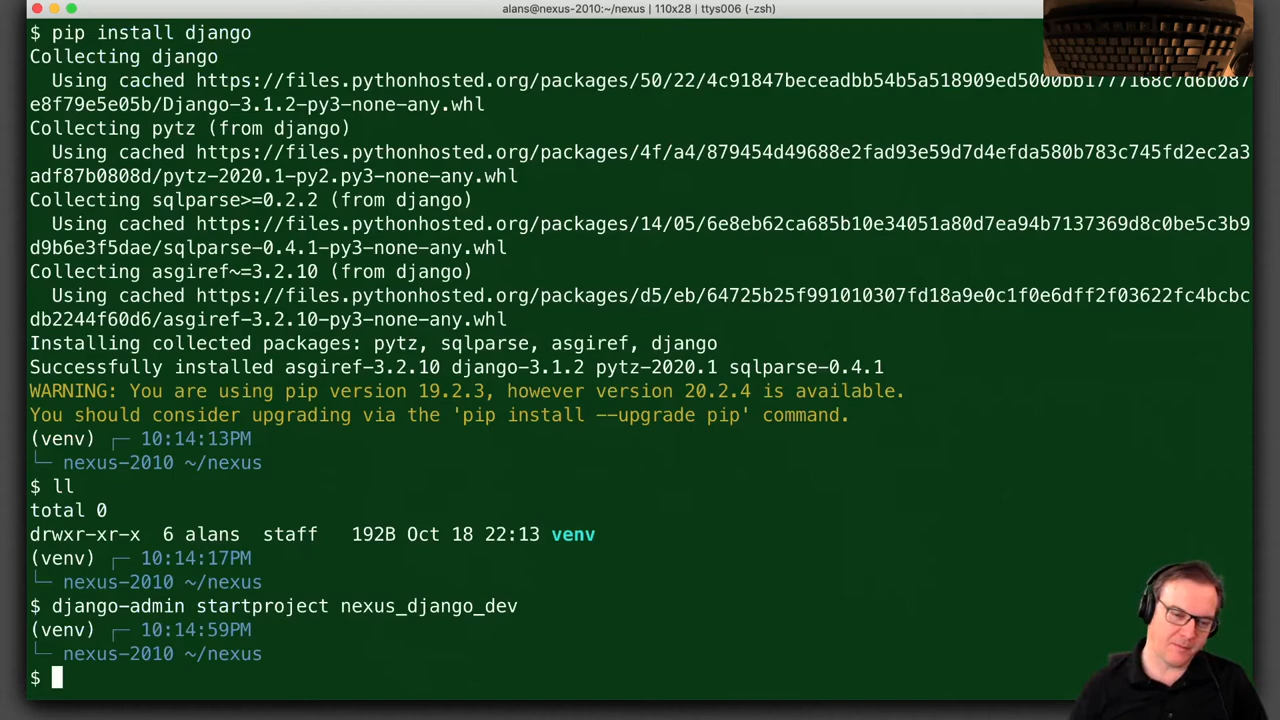 alans@nexus-2010:~/nexus | 110x28 | ttys006 (-zsh)
$ pip install django
Collecting django
Using cached https://files.pythonhosted.org/packages/50/22/4c91847beceadbb54b5a518909ed5000bb1777168c7d6b087
e8f79e5e05b/Django-3.1.2-py3-none-any.whl
Collecting pytz (from django)
Using cached https://files.pythonhosted.org/packages/4f/a4/879454d49688e2fad93e59d7d4efda580b783c745fd2ec2a3
adf87b0808d/pytz-2020.1-py2.py3-none-any.whl
Collecting sqlparse>=0.2.2 (from django)
Using cached https://files.pythonhosted.org/packages/14/05/6e8eb62ca685b10e34051a80d7ea94b7137369d8c0be5c3b9
d9b6e3f5dae/sqlparse-0.4.1-py3-none-any.whl
Collecting asgiref~=3.2.10 (from django)
Using cached https://files.pythonhosted.org/packages/d5/eb/64725b25f991010307fd18a9e0c1f0e6dff2f03622fc4bcbc
db2244f60d6/asgiref-3.2.10-py3-none-any.whl
Installing collected packages: pytz, sqlparse, asgiref, django
Successfully installed asgiref-3.2.10 django-3.1.2 pytz-2020.1 sqlparse-0.4.1
WARNING: You are using pip version 19.2.3, however version 20.2.4 is available.
You should consider upgrading via the 'pip install --upgrade pip' command.
(venv) ┌─ 10:14:13PM
└─ nexus-2010 ~/nexus
$ ll
total 0
drwxr-xr-x 6 alans staff 192B Oct 18 22:13 venv
(venv) ┌─ 10:14:17PM
└─ nexus-2010 ~/nexus
$ django-admin startproject nexus_django_dev
(venv) ┌─ 10:14:59PM
└─ nexus-2010 ~/nexus
$